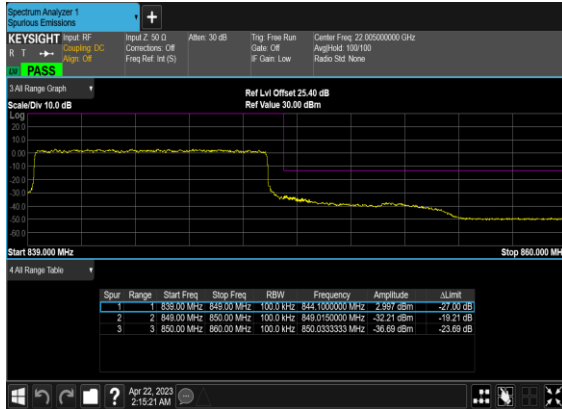 Spectrum Analyzer 1
Spurious Emissions
+
KEYSIGHT Input: RF Input Z: 50 Ω Atten: 30 dB Trig: Free Run Center Freq: 22.005000000 GHz
R T Coupling: DC Corrections: Off Gate: Off Avg|Hold: 100/100
Align: Off Freq Ref: Int (S) IF Gain: Low Radio Std: None
PASS
3 All Range Graph
Ref Lvl Offset 25.40 dB
Scale/Div 10.0 dB Ref Value 30.00 dBm
Log
20.0
10.0
0.00
-10.0
-20.0
-30.0
-40.0
-50.0
-60.0
Start 839.000 MHz Stop 860.000 MH
4 All Range Table
Spur Range Start Freq Stop Freq RBW Frequency Amplitude ΔLimit
1 1 839.00 MHz 849.00 MHz 100.0 kHz 844.1000000 MHz 2.997 dBm -27.00 dB
2 2 849.00 MHz 850.00 MHz 100.0 kHz 849.0150000 MHz -32.21 dBm -19.21 dB
3 3 850.00 MHz 860.00 MHz 100.0 kHz 850.0333333 MHz -36.69 dBm -23.69 dB
? Apr 22, 2023
2:15:21 AM